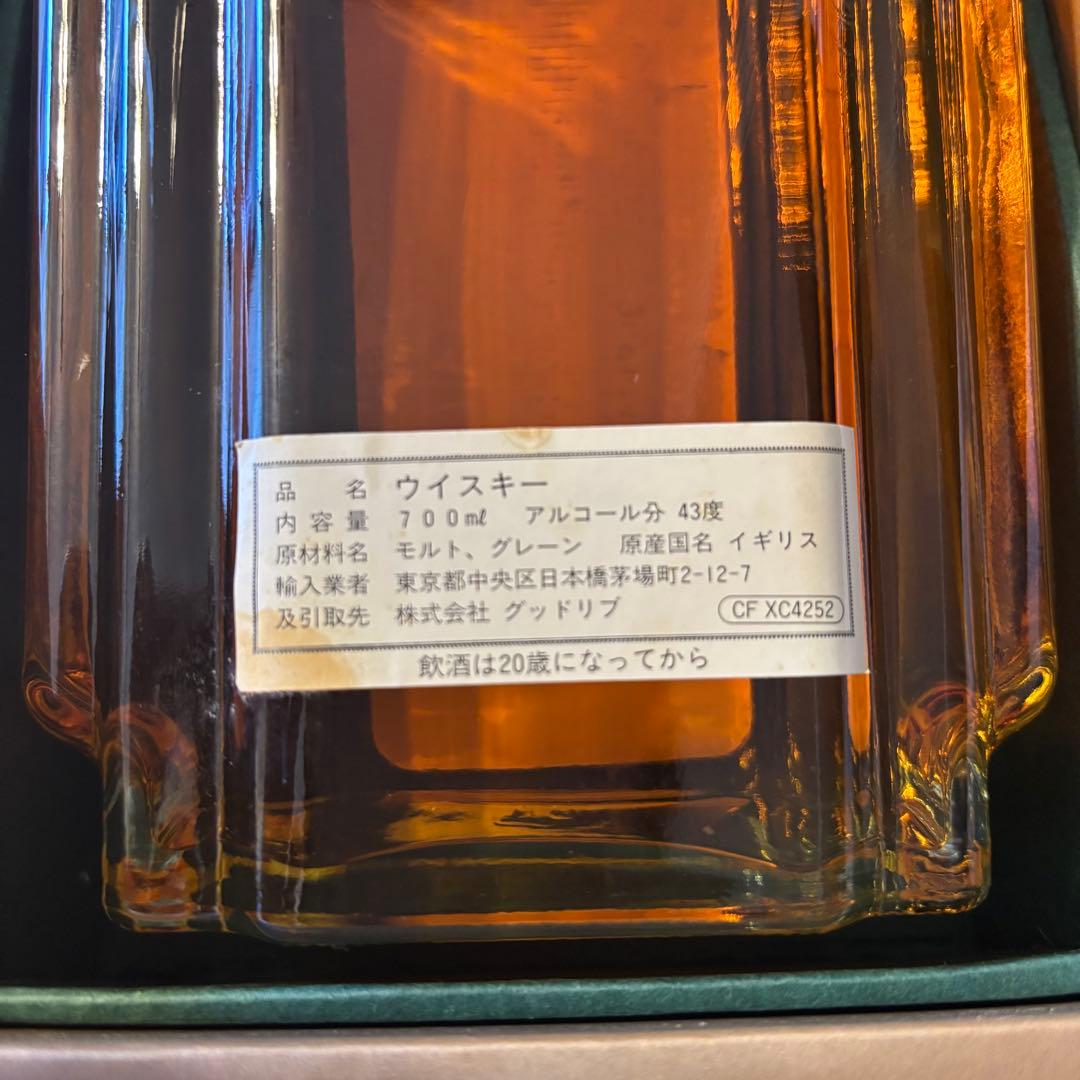 品名 ウイスキー
内容量 700ml アルコール分 43度
原材料名 モルト、グレーン 原産国名 イギリス
輸入業者 東京都中央区日本橋茅場町2-12-7
及引取先 株式会社 グッドリブ CF XC4252
飲酒は20歳になってから